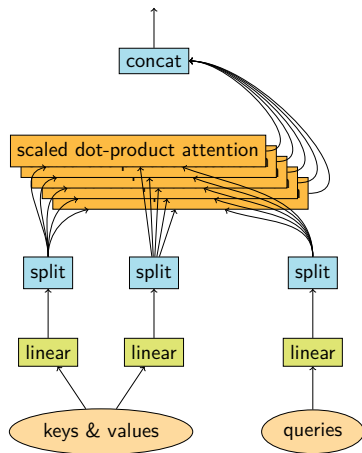 concat
scaled dot-product attention
split split split
linear linear linear
keys & values queries